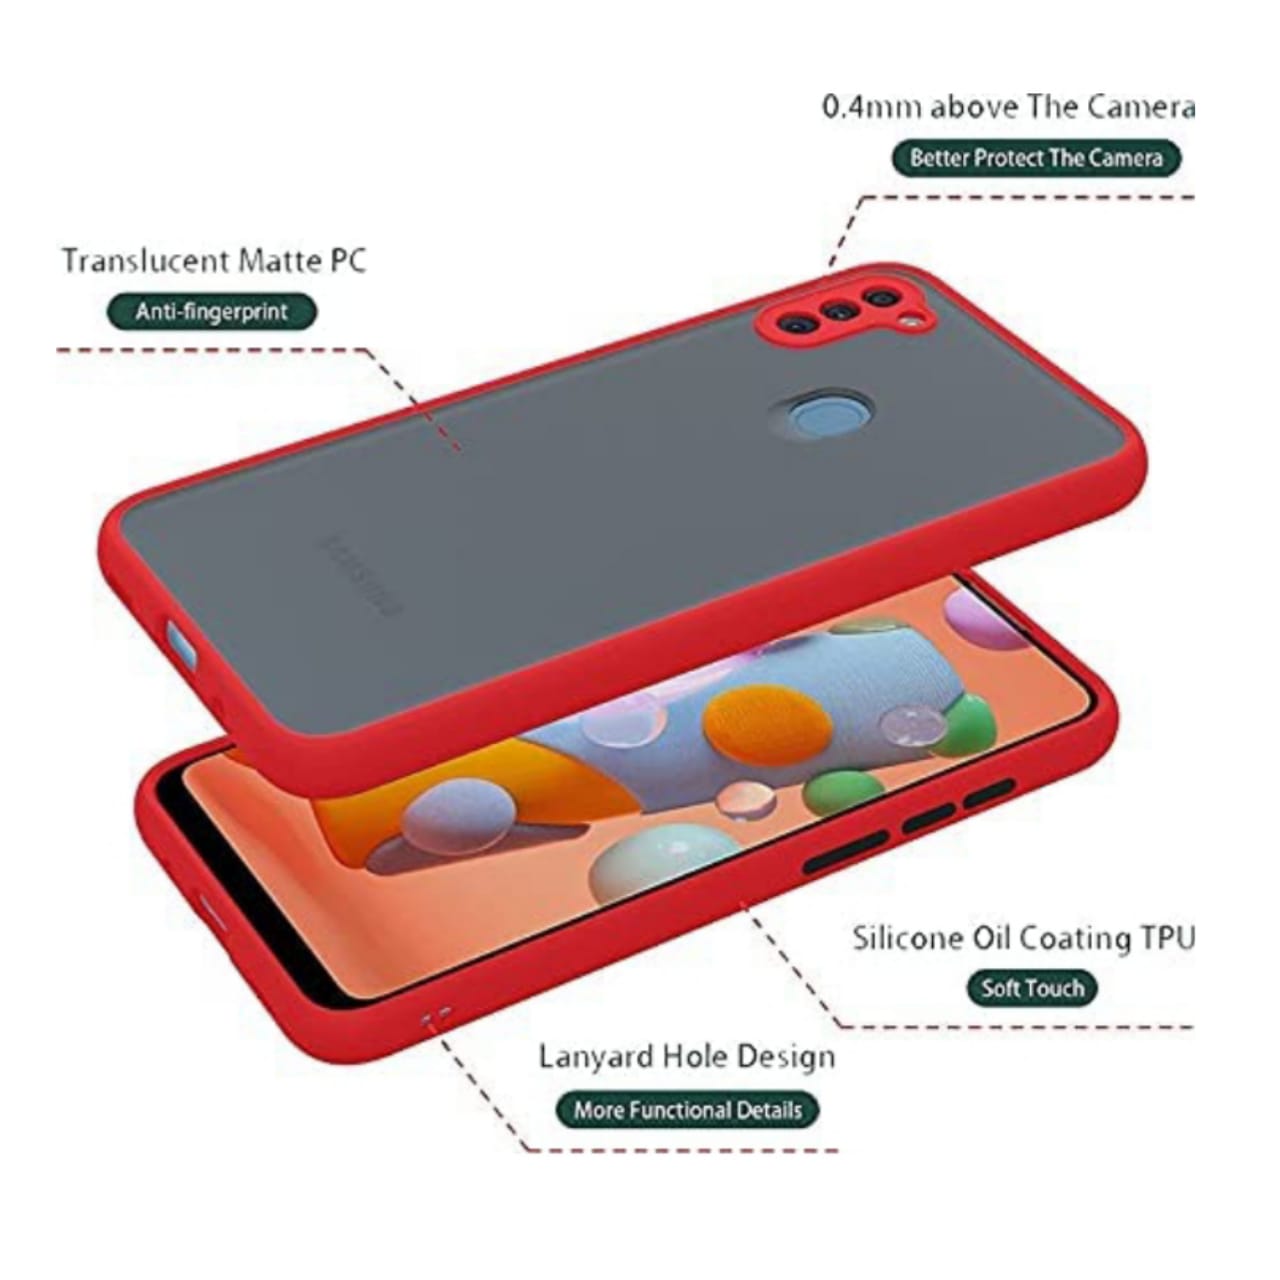 0.4mm above The Camera
Better Protect The Camera
Translucent Matte PC
Anti-fingerprint
SAMSUNG
Silicone Oil Coating TPU
Soft Touch
Lanyard Hole Design
More Functional Details